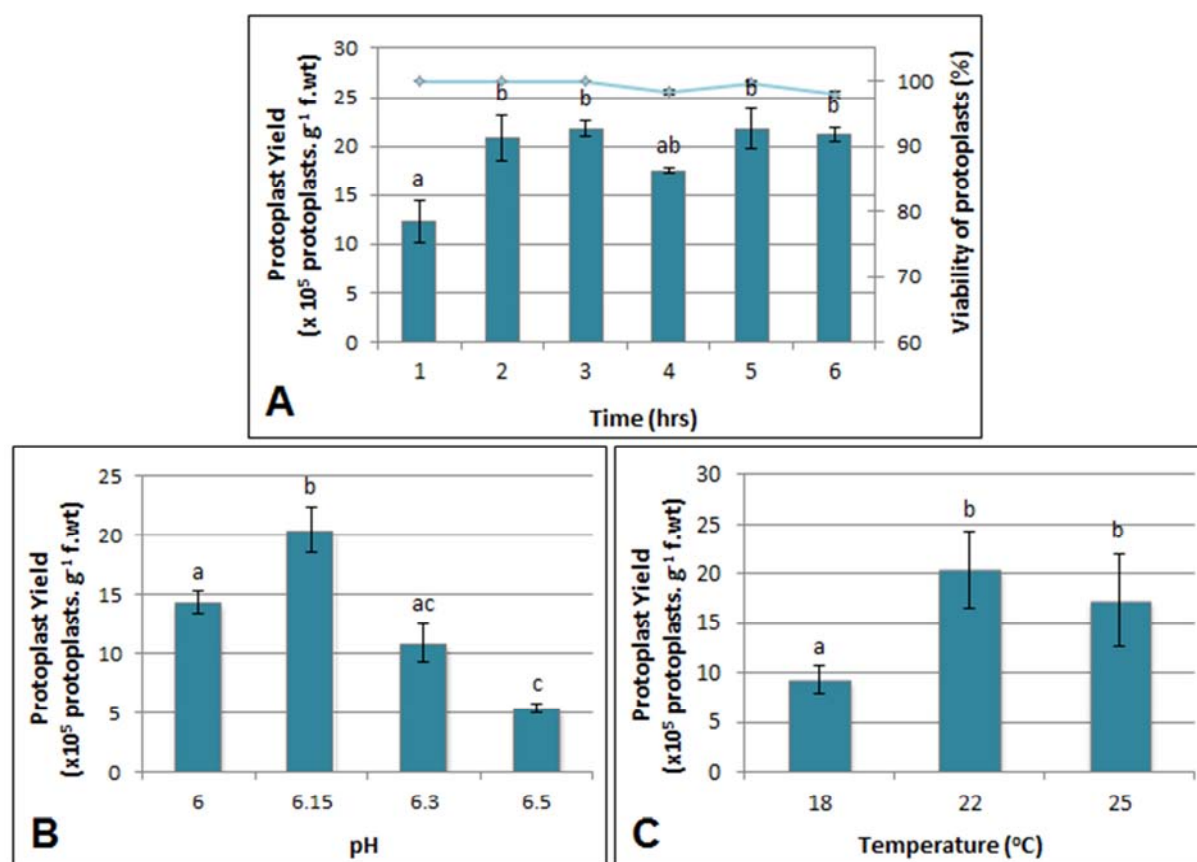 Protoplast Yield
(x 10⁵ protoplasts. g⁻¹ f.wt)
30
25
20
15
10
5
0
a
b
b
ab
b
b
100
90
80
70
60
Viability of protoplasts (%)
1 2 3 4 5 6
Time (hrs)
A
Protoplast Yield
(x10⁵ protoplasts. g⁻¹ f.wt)
25
20
15
10
5
0
a
b
ac
c
6 6.15 6.3 6.5
pH
B
Protoplast Yield
(x10⁵ protoplasts. g⁻¹ f.wt)
30
25
20
15
10
5
0
a
b
b
18 22 25
Temperature (⁰C)
C